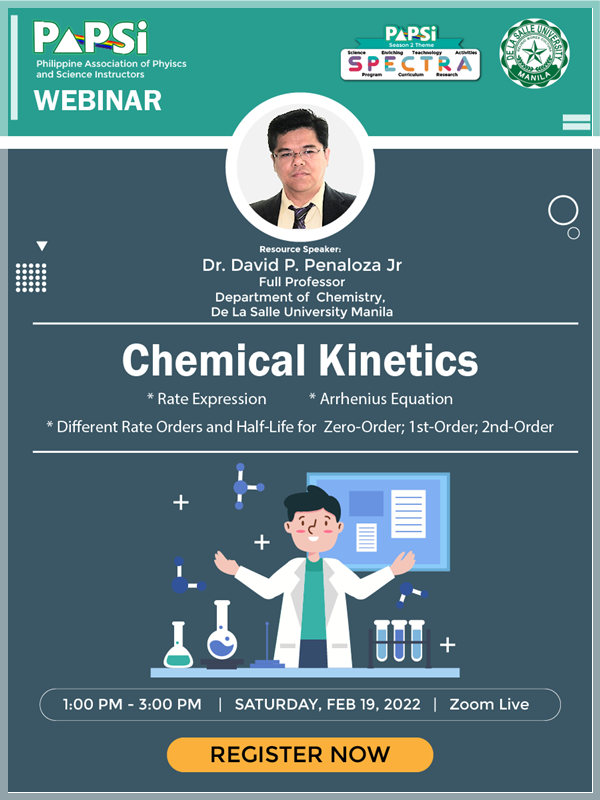 PAPSi
Philippine Association of Phyiscs
and Science Instructors
WEBINAR
PAPSi
Season 2 Theme
Science Enriching Technology Activities
SPECTRA
Program Curriculum Research
DE LA SALLE UNIVERSITY
MANILA
Resource Speaker:
Dr. David P. Penaloza Jr
Full Professor
Department of Chemistry,
De La Salle University Manila
Chemical Kinetics
* Rate Expression * Arrhenius Equation
* Different Rate Orders and Half-Life for Zero-Order; 1st-Order; 2nd-Order
1:00 PM - 3:00 PM | SATURDAY, FEB 19, 2022 | Zoom Live
REGISTER NOW